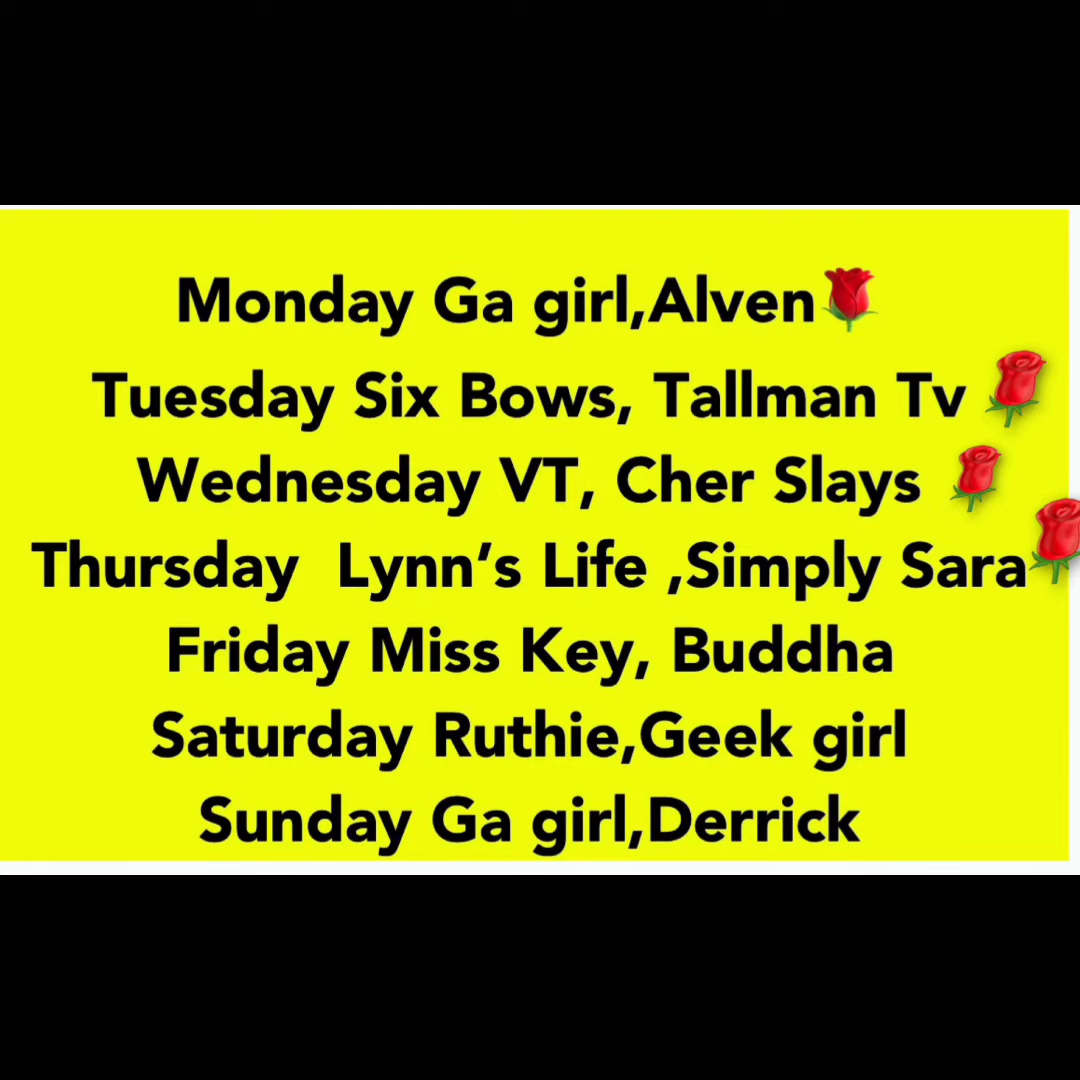 Monday Ga girl,Alven🌹
Tuesday Six Bows, Tallman Tv 🌹
Wednesday VT, Cher Slays 🌹
Thursday  Lynn’s Life ,Simply Sara🌹
Friday Miss Key, Buddha
Saturday Ruthie,Geek girl
Sunday Ga girl,Derrick